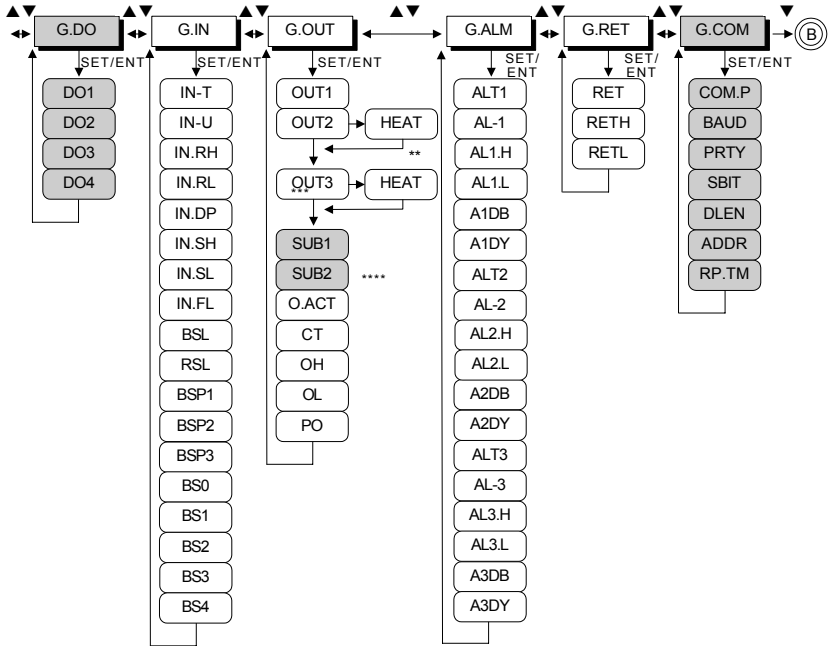 ▲▼ ▲▼ ▲▼ ▲▼ ▲▼ ▲▼ ▼
G.DO G.IN G.OUT G.ALM G.RET G.COM B
SET/ENT SET/ENT SET/ENT SET/ENT SET/ENT SET/ENT
DO1
DO2
DO3
DO4
IN-T
IN-U
IN.RH
IN.RL
IN.DP
IN.SH
IN.SL
IN.FL
BSL
RSL
BSP1
BSP2
BSP3
BS0
BS1
BS2
BS3
BS4
OUT1
OUT2 HEAT
**
OUT3 HEAT
***
SUB1
SUB2 ****
O.ACT
CT
OH
OL
PO
ALT1
AL-1
AL1.H
AL1.L
A1DB
A1DY
ALT2
AL-2
AL2.H
AL2.L
A2DB
A2DY
ALT3
AL-3
AL3.H
AL3.L
A3DB
A3DY
RET
RETH
RETL
COM.P
BAUD
PRTY
SBIT
DLEN
ADDR
RP.TM